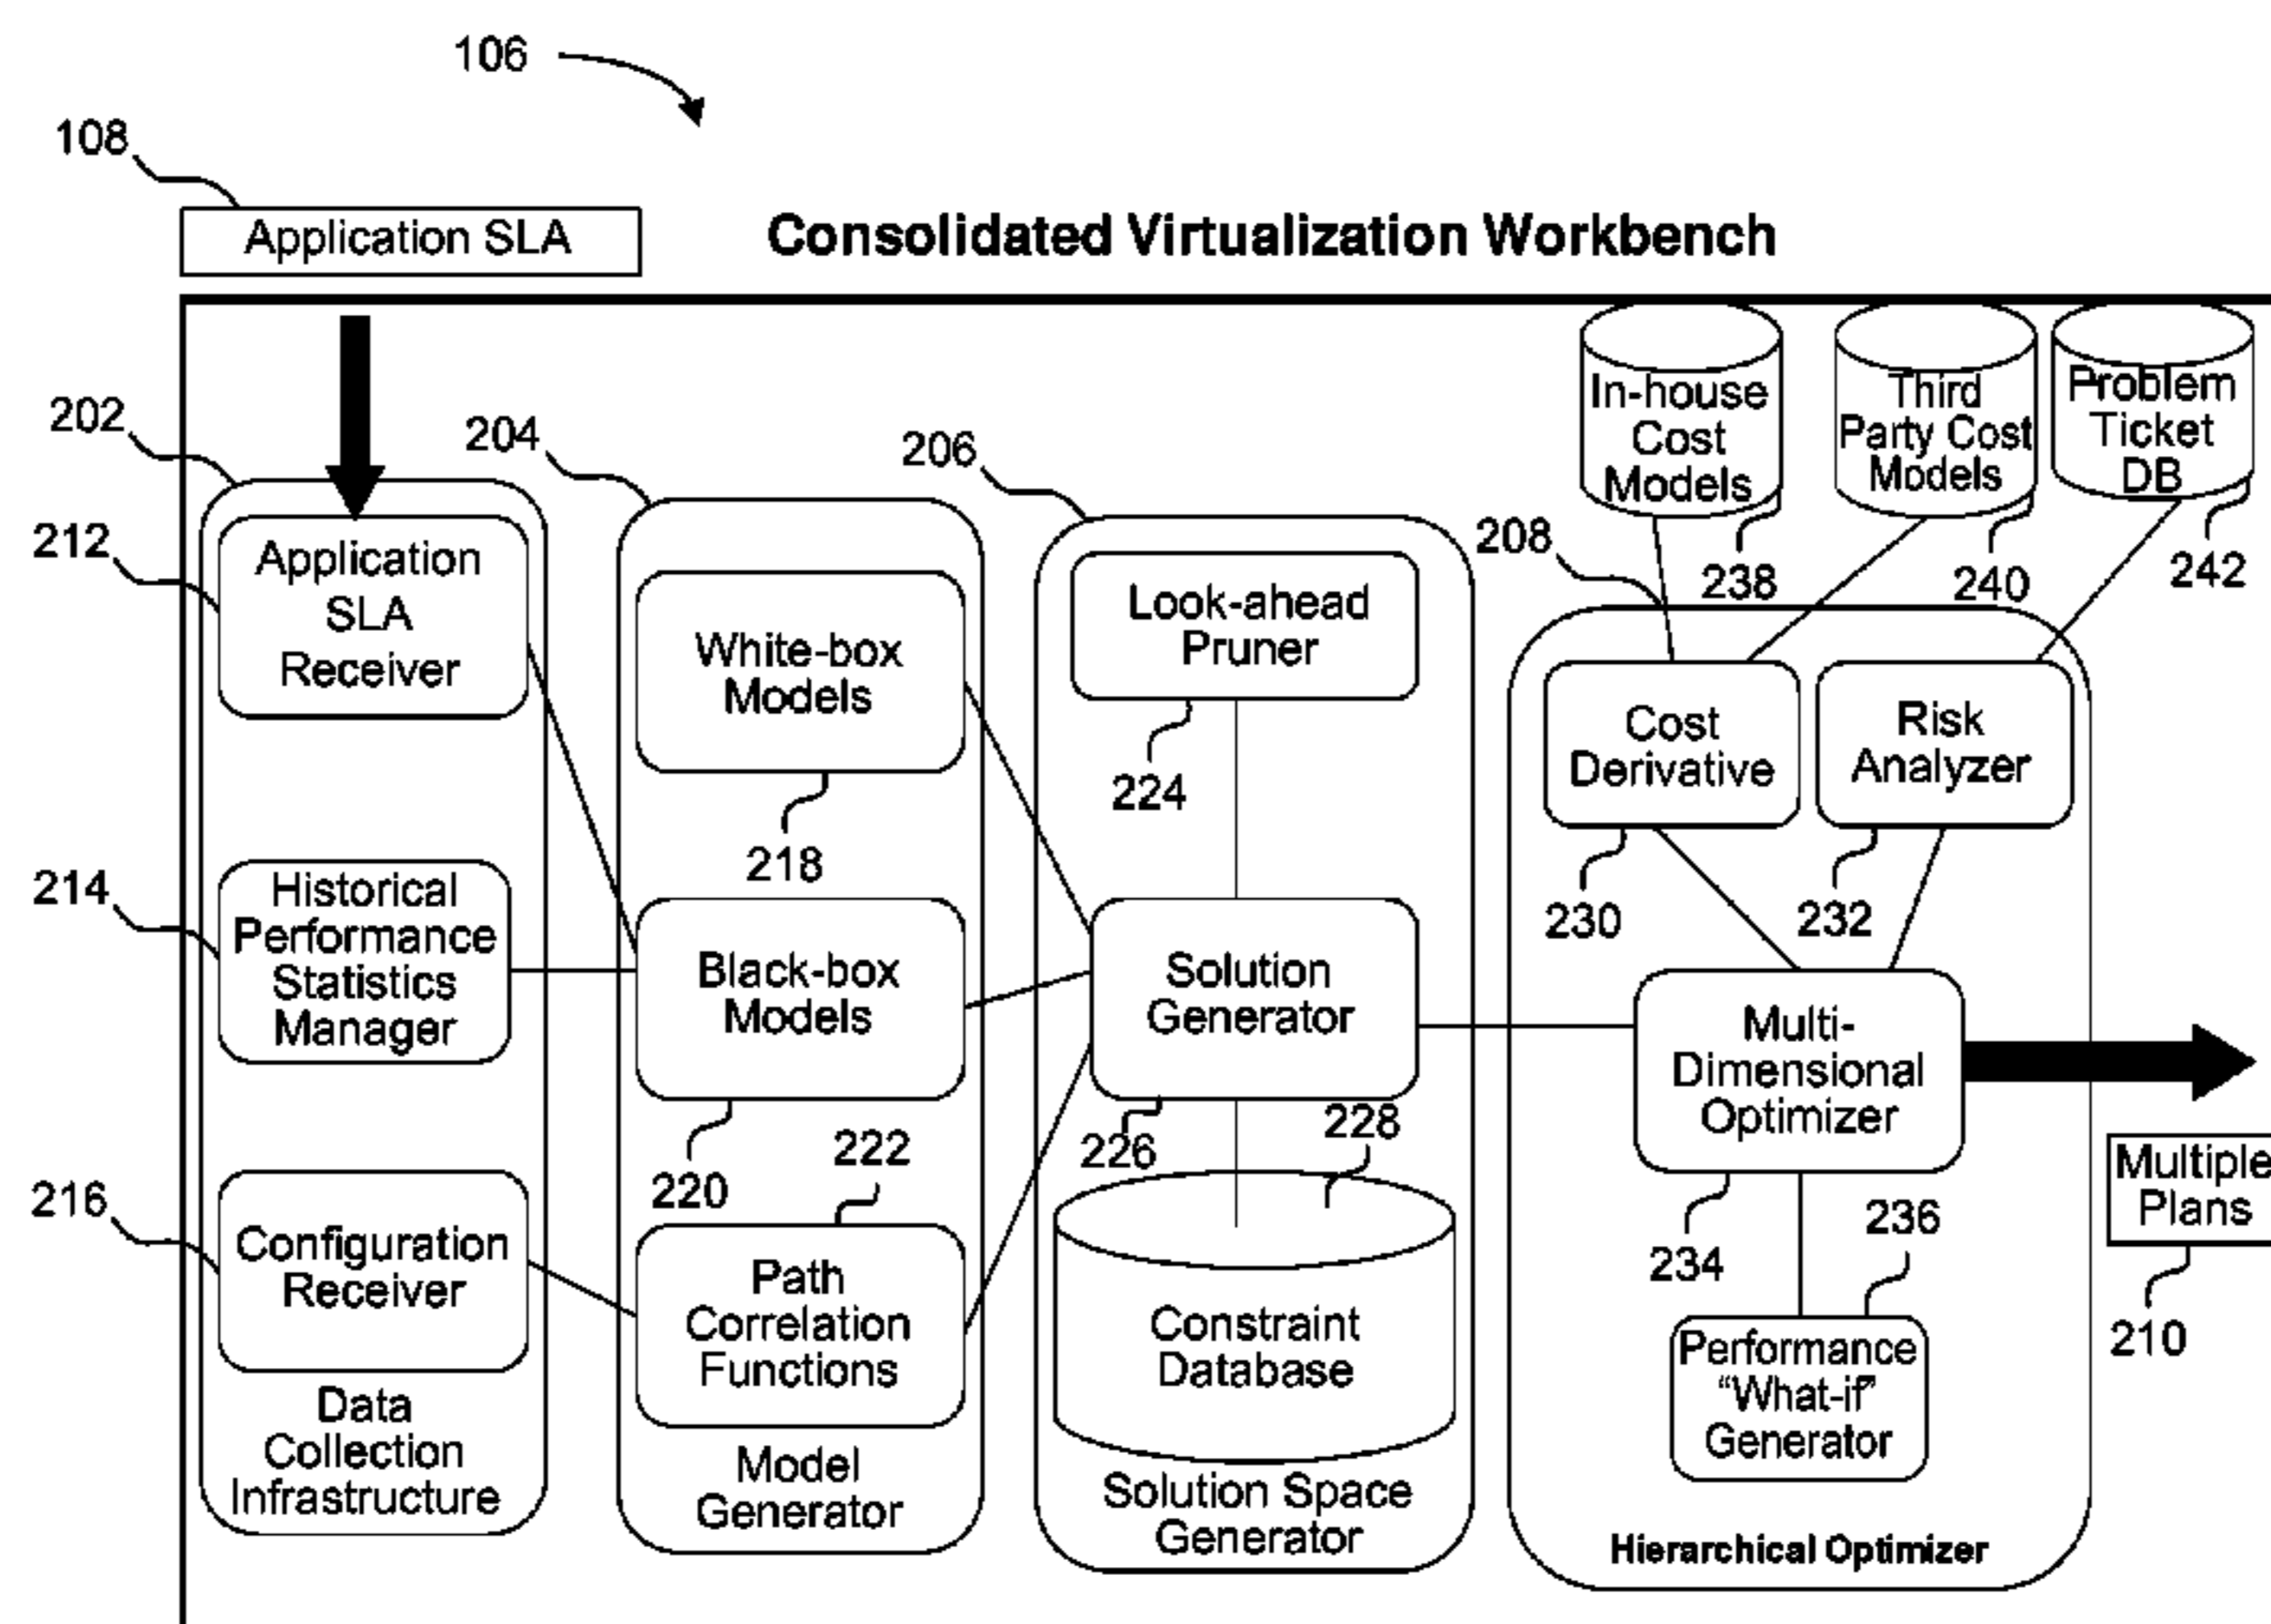 106
108
Application SLA
Consolidated Virtualization Workbench
202
212
Application
SLA
Receiver
214
Historical
Performance
Statistics
Manager
216
Configuration
Receiver
Data
Collection
Infrastructure
204
White-box
Models
218
Black-box
Models
220
222
Path
Correlation
Functions
Model
Generator
206
Look-ahead
Pruner
224
Solution
Generator
226
228
Constraint
Database
Solution Space
Generator
In-house
Cost
Models
238
Third
Party Cost
Models
240
Problem
Ticket
DB
242
208
Cost
Derivative
230
Risk
Analyzer
232
Multi-
Dimensional
Optimizer
234
236
Performance
“What-if”
Generator
Hierarchical Optimizer
Multiple
Plans
210